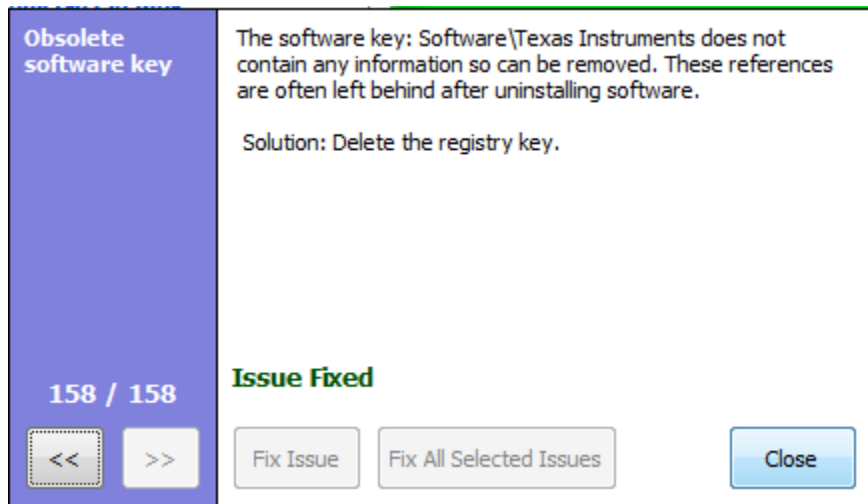 Obsolete
software key
The software key: Software\Texas Instruments does not
contain any information so can be removed. These references
are often left behind after uninstalling software.
Solution: Delete the registry key.
Issue Fixed
158 / 158
<<
>>
Fix Issue
Fix All Selected Issues
Close